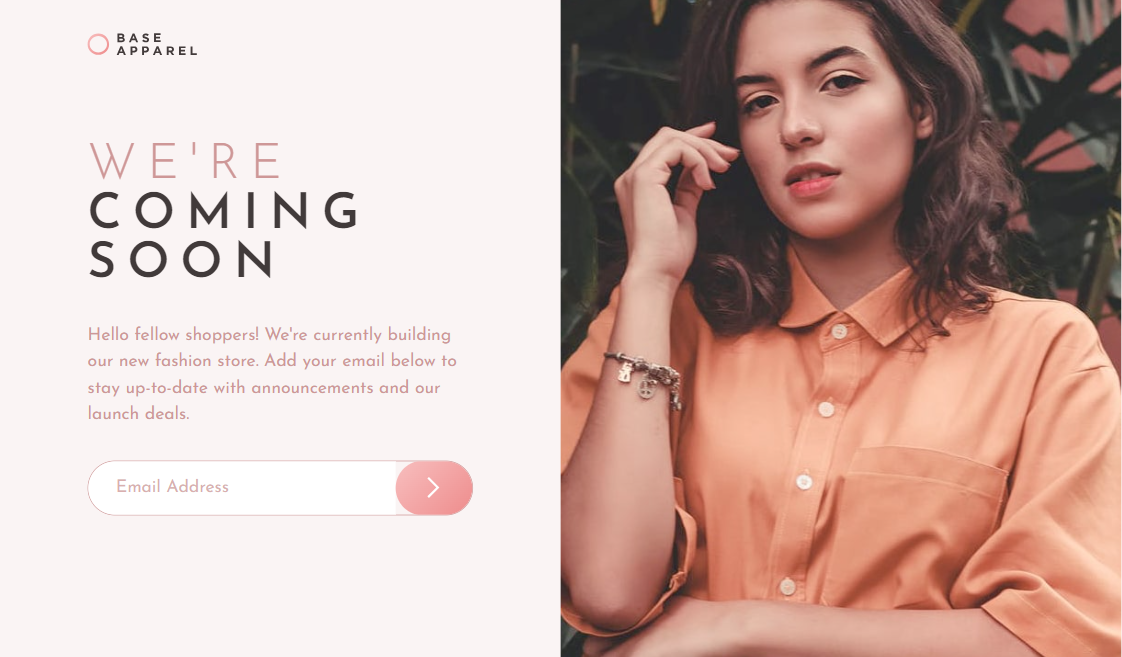 BASE
APPAREL
WE'RE
COMING
SOON
Hello fellow shoppers! We're currently building
our new fashion store. Add your email below to
stay up-to-date with announcements and our
launch deals.
Email Address